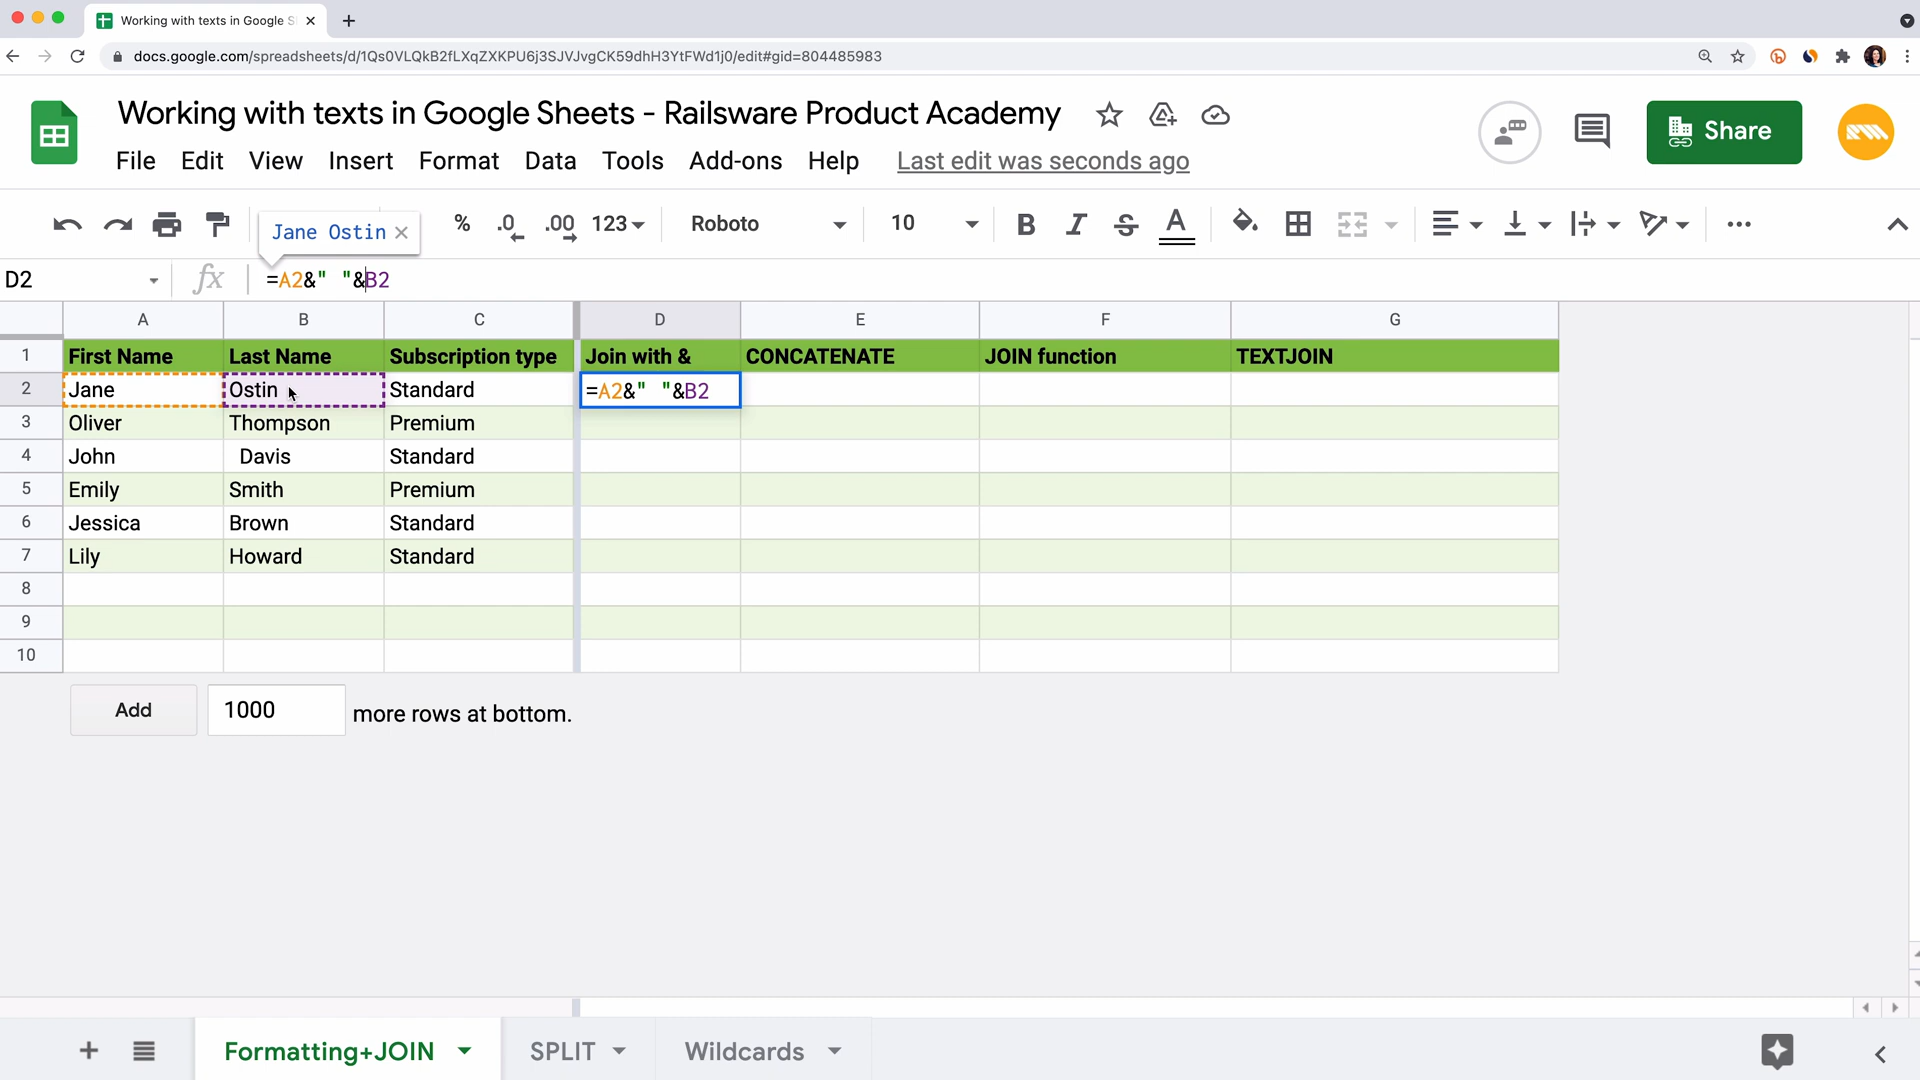 Working with texts in Google S
docs.google.com/spreadsheets/d/1Qs0VLQkB2fLXqZXKPU6j3SJVJvgCK59dhH3YtFWd1j0/edit#gid=804485983
Working with texts in Google Sheets - Railsware Product Academy
Share
File Edit View Insert Format Data Tools Add-ons Help Last edit was seconds ago
Jane Ostin × % .0 .00 123 Roboto 10 B I S A
D2 fx =A2&" "&B2
A B C D E F G
1 First Name Last Name Subscription type Join with & CONCATENATE JOIN function TEXTJOIN
2 Jane Ostin Standard =A2&" "&B2
3 Oliver Thompson Premium
4 John Davis Standard
5 Emily Smith Premium
6 Jessica Brown Standard
7 Lily Howard Standard
8
9
10
Add 1000 more rows at bottom.
Formatting+JOIN SPLIT Wildcards